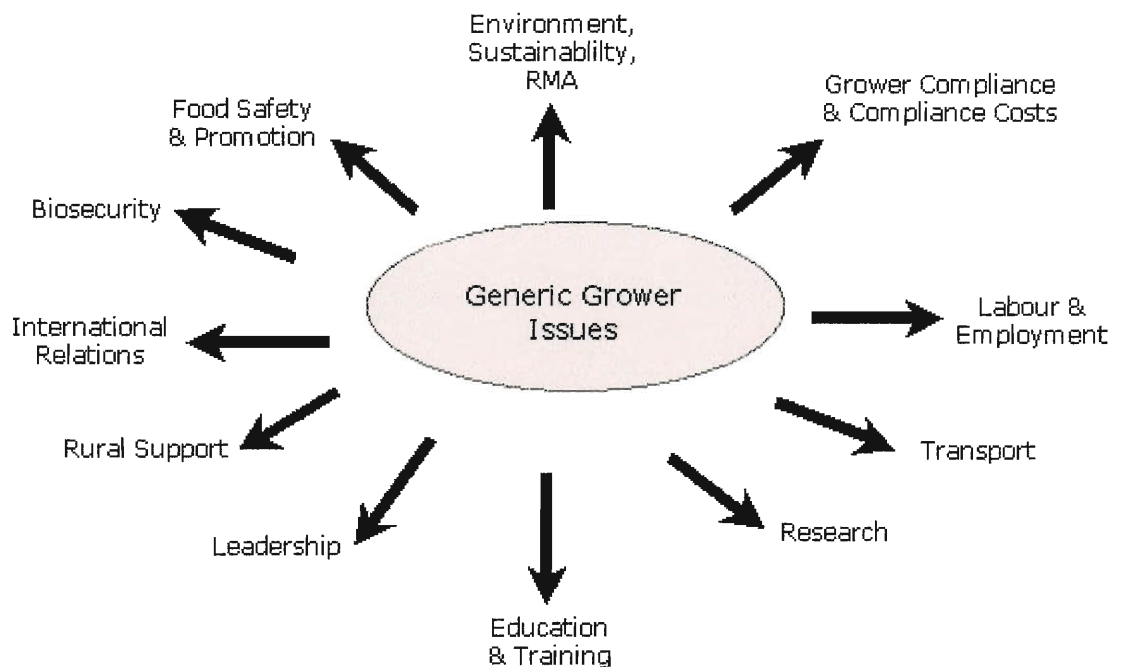 Environment,
Sustainablilty,
RMA
Grower Compliance
& Compliance Costs
Food Safety
& Promotion
Biosecurity
Generic Grower
Issues
International
Relations
Labour &
Employment
Rural Support
Transport
Leadership
Research
Education
& Training